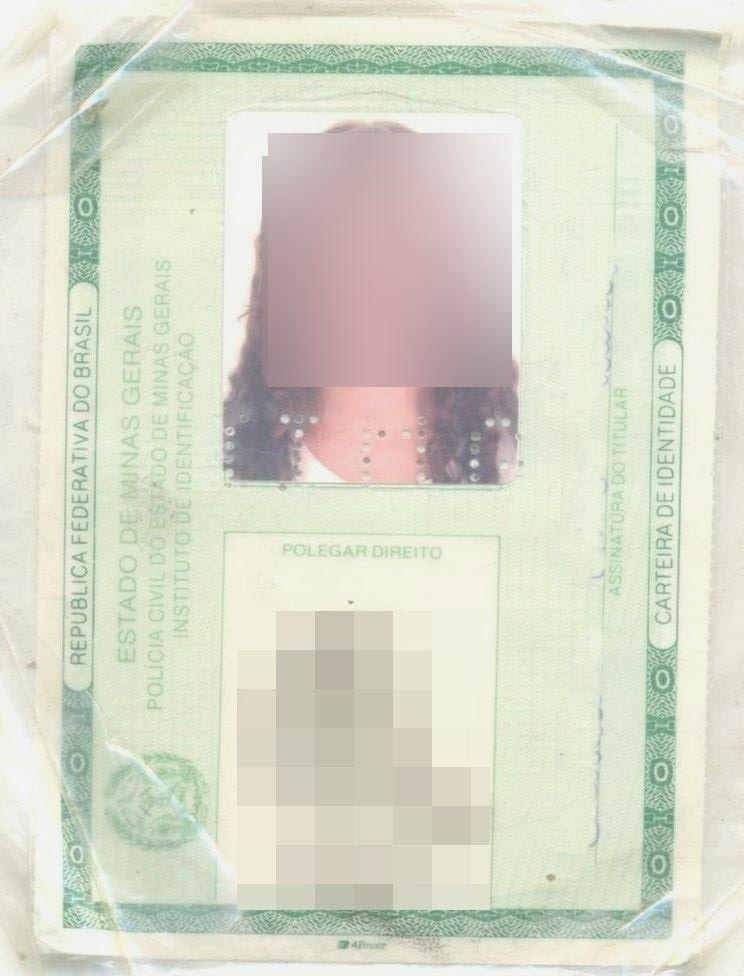 REPÚBLICA FEDERATIVA DO BRASIL
ESTADO DE MINAS GERAIS
POLÍCIA CIVIL DO ESTADO DE MINAS GERAIS
INSTITUTO DE IDENTIFICAÇÃO
POLEGAR DIREITO
ASSINATURA DO TITULAR
CARTEIRA DE IDENTIDADE